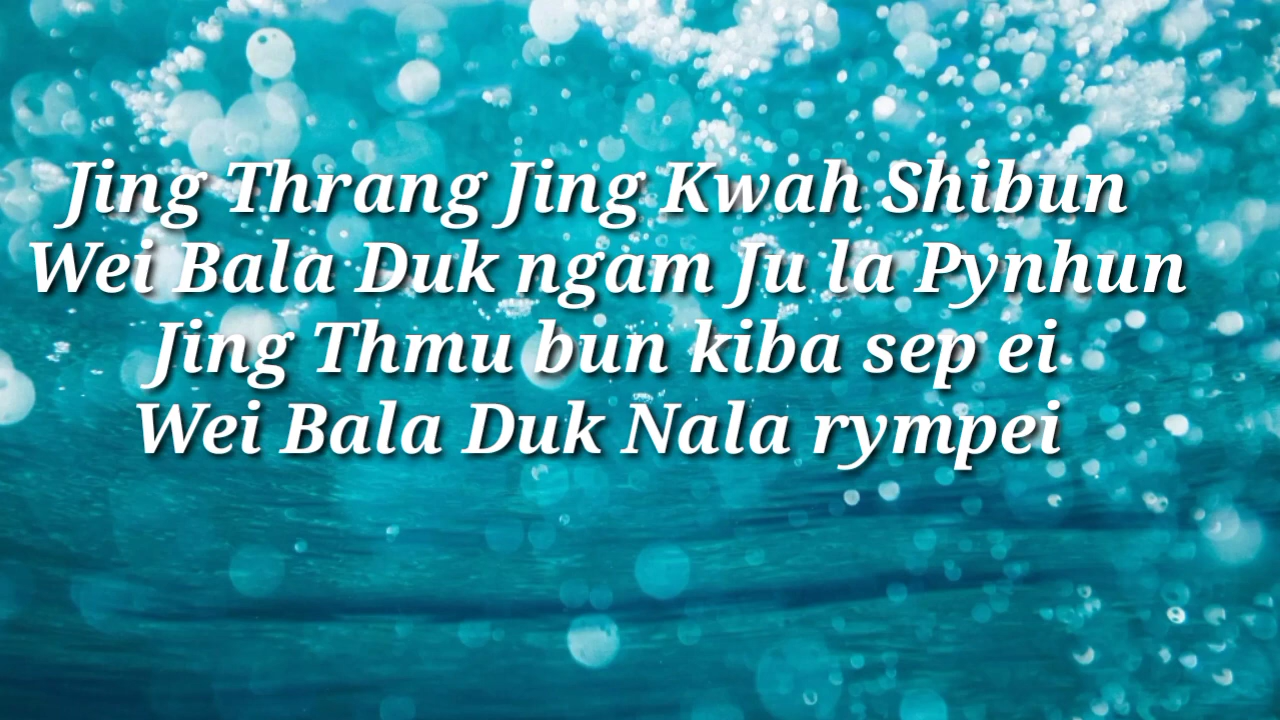 Jing Thrang Jing Kwah Shibun
Wei Bala Duk ngam Ju la Pynhun
Jing Thmu bun kiba sep ei
Wei Bala Duk Nala rympei